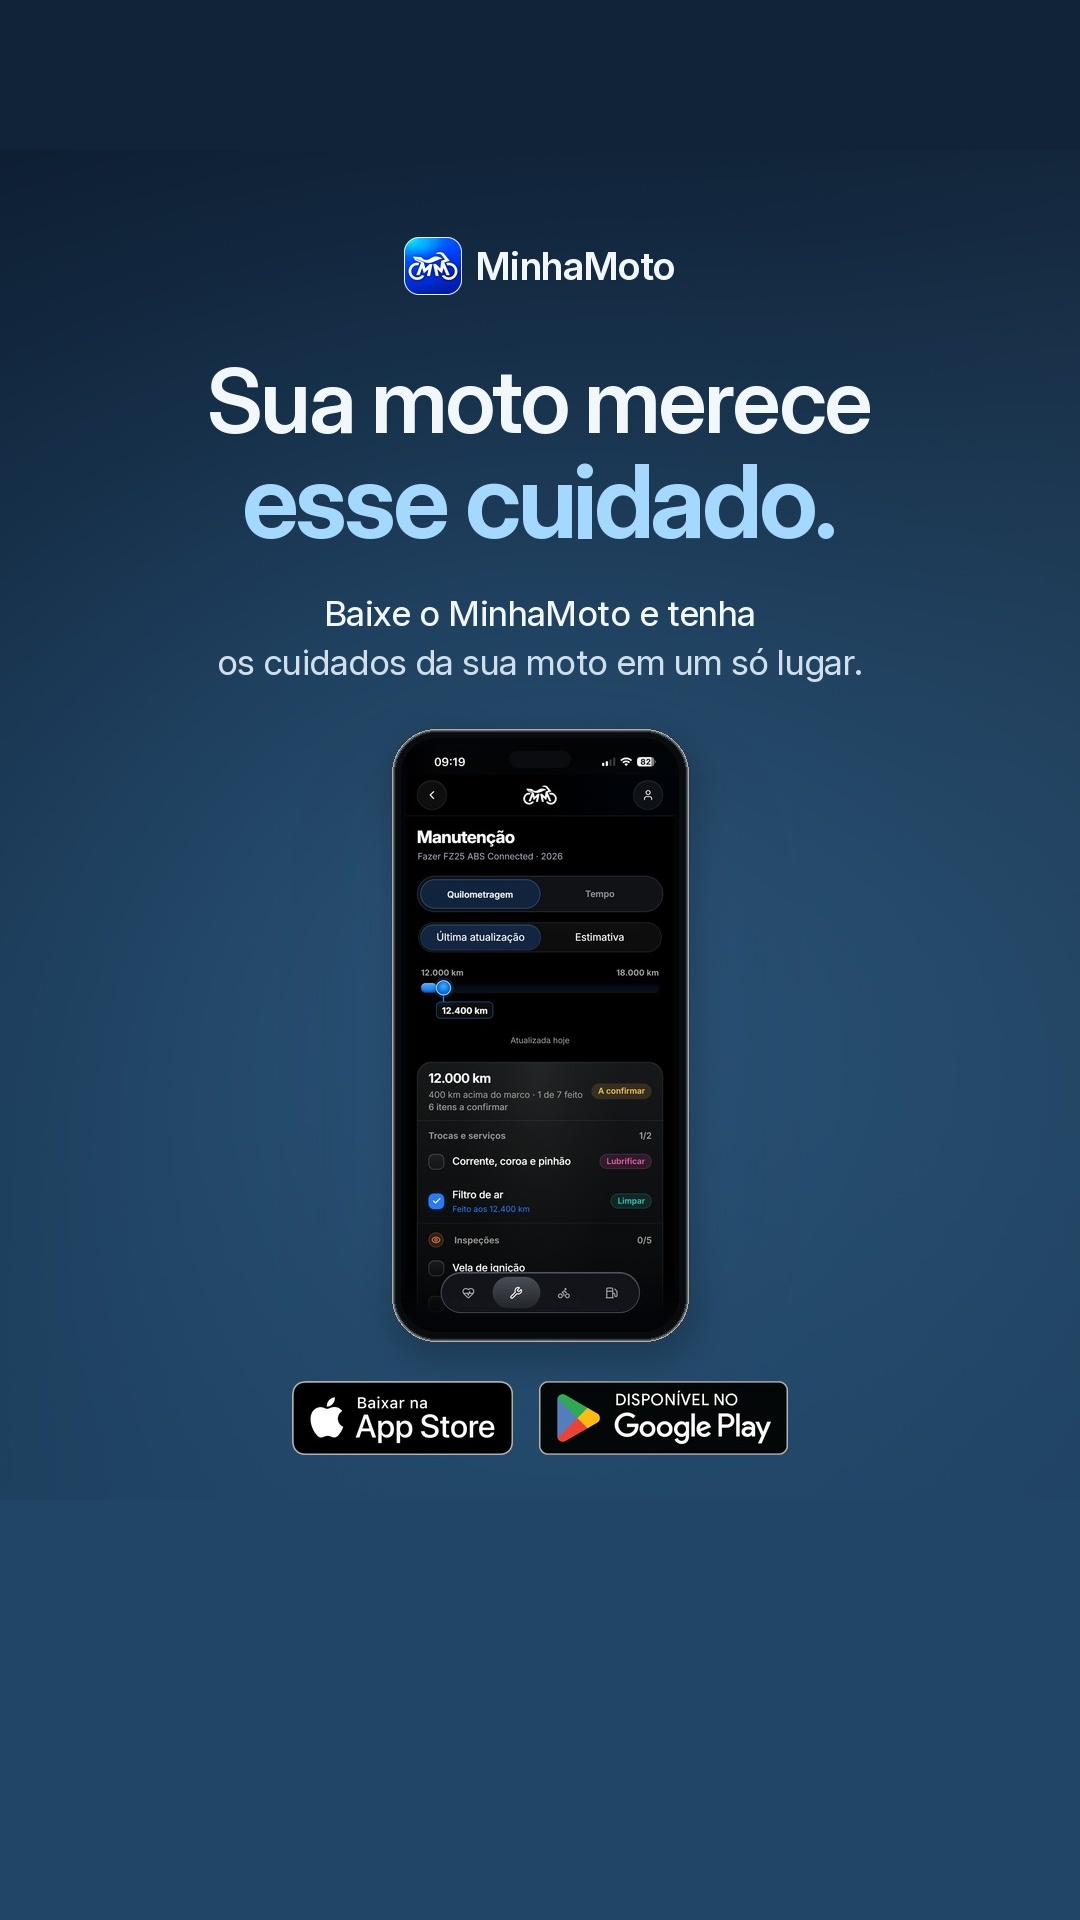 MinhaMoto
Sua moto merece
esse cuidado.
Baixe o MinhaMoto e tenha
os cuidados da sua moto em um só lugar.
09:19
82
MM
Manutenção
Fazer FZ25 ABS Connected · 2026
Quilometragem
Tempo
Última atualização
Estimativa
12.000 km
18.000 km
12.400 km
Atualizada hoje
12.000 km
400 km acima do marco · 1 de 7 feito
6 itens a confirmar
A confirmar
Trocas e serviços
1/2
Corrente, coroa e pinhão
Lubrificar
Filtro de ar
Feito aos 12.400 km
Limpar
Inspeções
0/5
Vela de ignição
Baixar na
App Store
DISPONÍVEL NO
Google Play